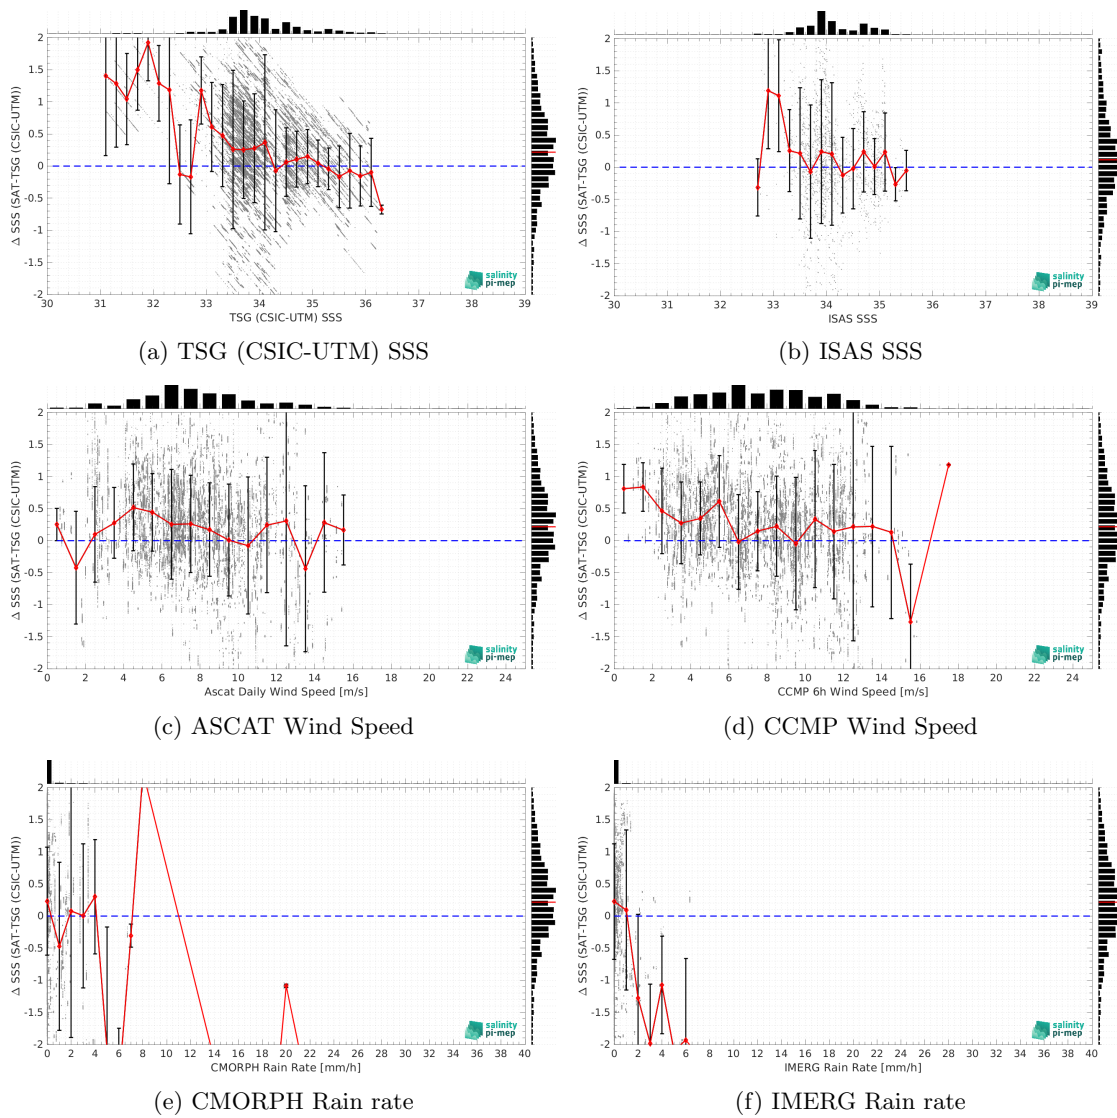 2
1.5
1
0.5
0
-0.5
-1
-1.5
-2
Δ SSS (SAT-TSG (CSIC-UTM))
30 31 32 33 34 35 36 37 38 39
TSG (CSIC-UTM) SSS
salinity
pi-mep
(a) TSG (CSIC-UTM) SSS
2
1.5
1
0.5
0
-0.5
-1
-1.5
-2
Δ SSS (SAT-TSG (CSIC-UTM))
30 31 32 33 34 35 36 37 38 39
ISAS SSS
salinity
pi-mep
(b) ISAS SSS
2
1.5
1
0.5
0
-0.5
-1
-1.5
-2
Δ SSS (SAT-TSG (CSIC-UTM))
0 2 4 6 8 10 12 14 16 18 20 22 24
Ascat Daily Wind Speed [m/s]
salinity
pi-mep
(c) ASCAT Wind Speed
2
1.5
1
0.5
0
-0.5
-1
-1.5
-2
Δ SSS (SAT-TSG (CSIC-UTM))
0 2 4 6 8 10 12 14 16 18 20 22 24
CCMP 6h Wind Speed [m/s]
salinity
pi-mep
(d) CCMP Wind Speed
2
1.5
1
0.5
0
-0.5
-1
-1.5
-2
Δ SSS (SAT-TSG (CSIC-UTM))
0 2 4 6 8 10 12 14 16 18 20 22 24 26 28 30 32 34 36 38 40
CMORPH Rain Rate [mm/h]
salinity
pi-mep
(e) CMORPH Rain rate
2
1.5
1
0.5
0
-0.5
-1
-1.5
-2
Δ SSS (SAT-TSG (CSIC-UTM))
0 2 4 6 8 10 12 14 16 18 20 22 24 26 28 30 32 34 36 38 40
IMERG Rain Rate [mm/h]
salinity
pi-mep
(f) IMERG Rain rate